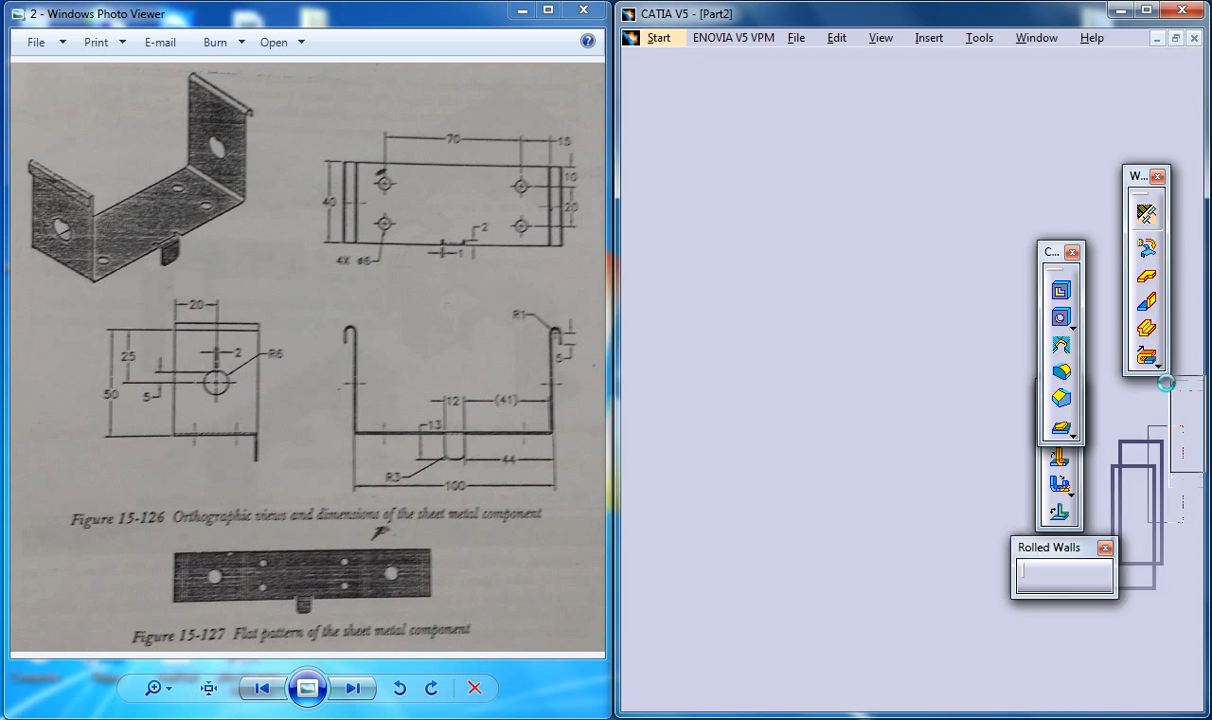 2 - Windows Photo Viewer
File Print E-mail Burn Open
70
15
10
40
20
2
1
4X ø6
20
R1
25
2
R6
5
50
5
12
(41)
13
R3
44
100
Figure 15-126 Orthographic views and dimensions of the sheet metal component
Figure 15-127 Flat pattern of the sheet metal component
CATIA V5 - [Part2]
Start ENOVIA V5 VPM File Edit View Insert Tools Window Help
W...
C...
Rolled Walls